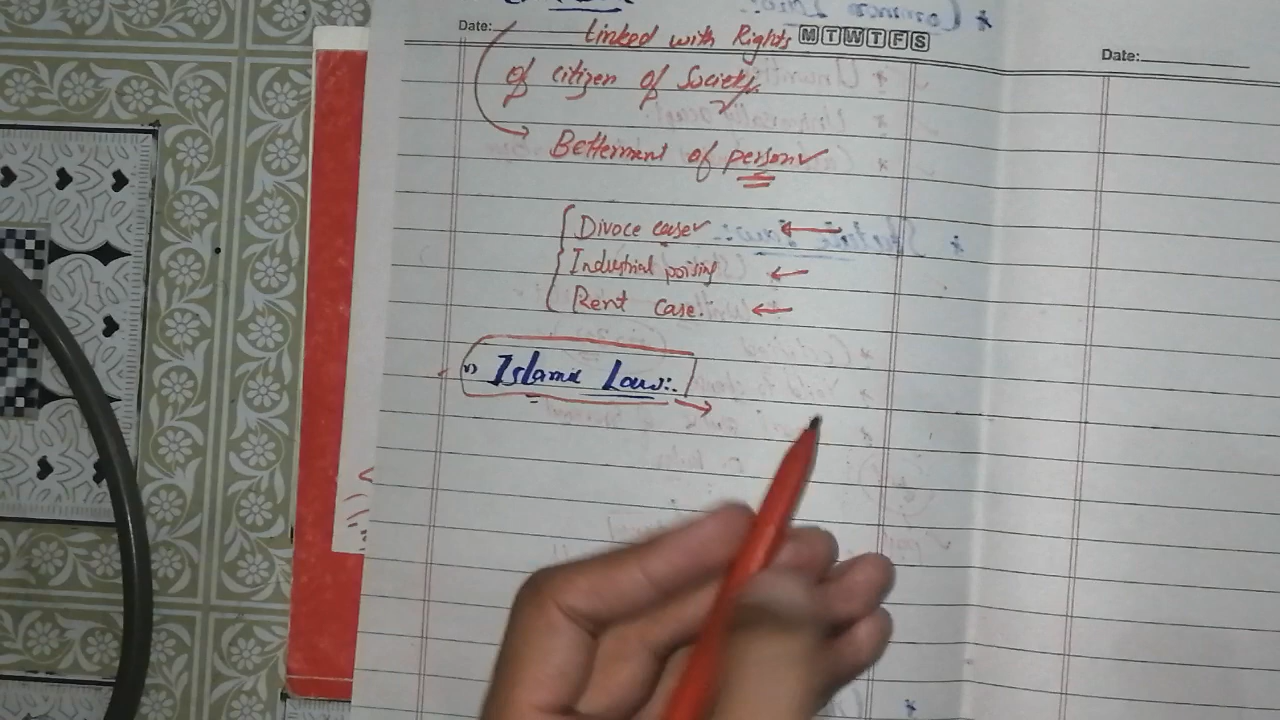 Date:
Linked with Rights M T W T F S
Date:
of citizen of Society
Betterment of person
Divoce cases
Industrial poising
Rent case.
v) Islamic Law:.